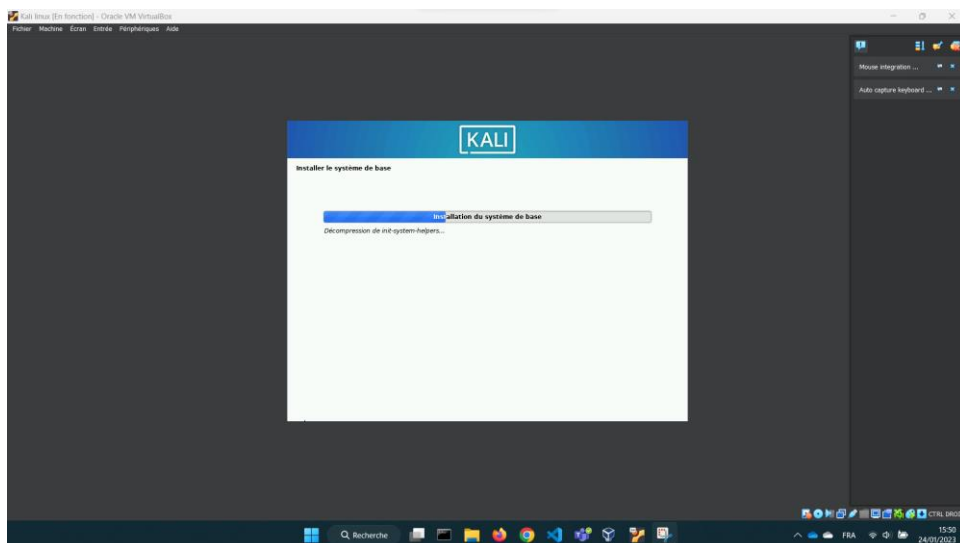 Kali linux [En fonction] - Oracle VM VirtualBox
Fichier Machine Écran Entrée Périphériques Aide
Mouse integration ...
Auto capture keyboard ...
KALI
Installer le système de base
Installation du système de base
Décompression de init-system-helpers...
CTRL DROI
Recherche
FRA
15:50
24/01/2023